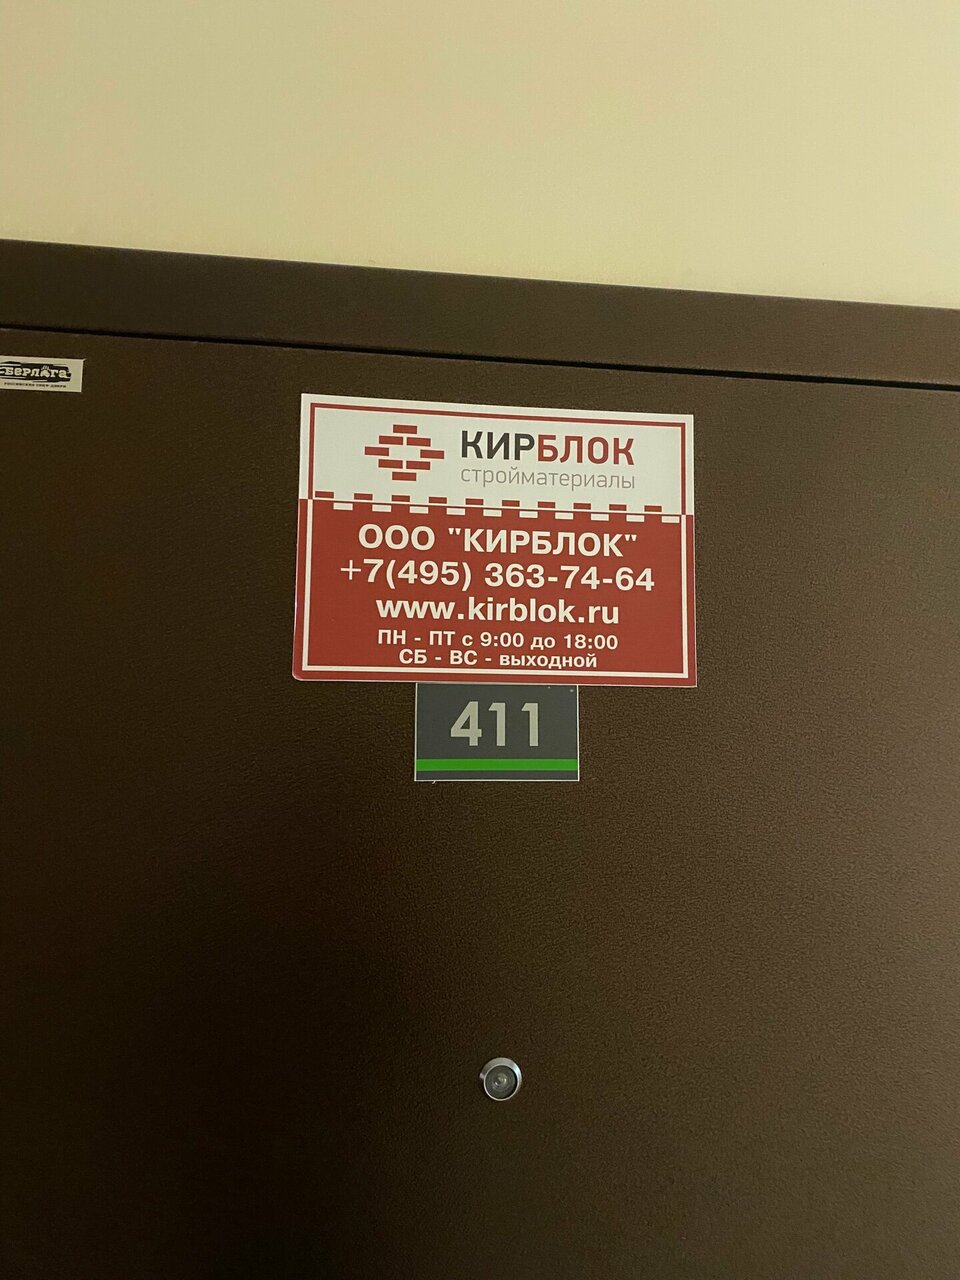 БЕРЛОГА
КИРБЛОК
стройматериалы
ООО "КИРБЛОК"
+7(495) 363-74-64
www.kirblok.ru
ПН - ПТ с 9:00 до 18:00
СБ - ВС - выходной
411